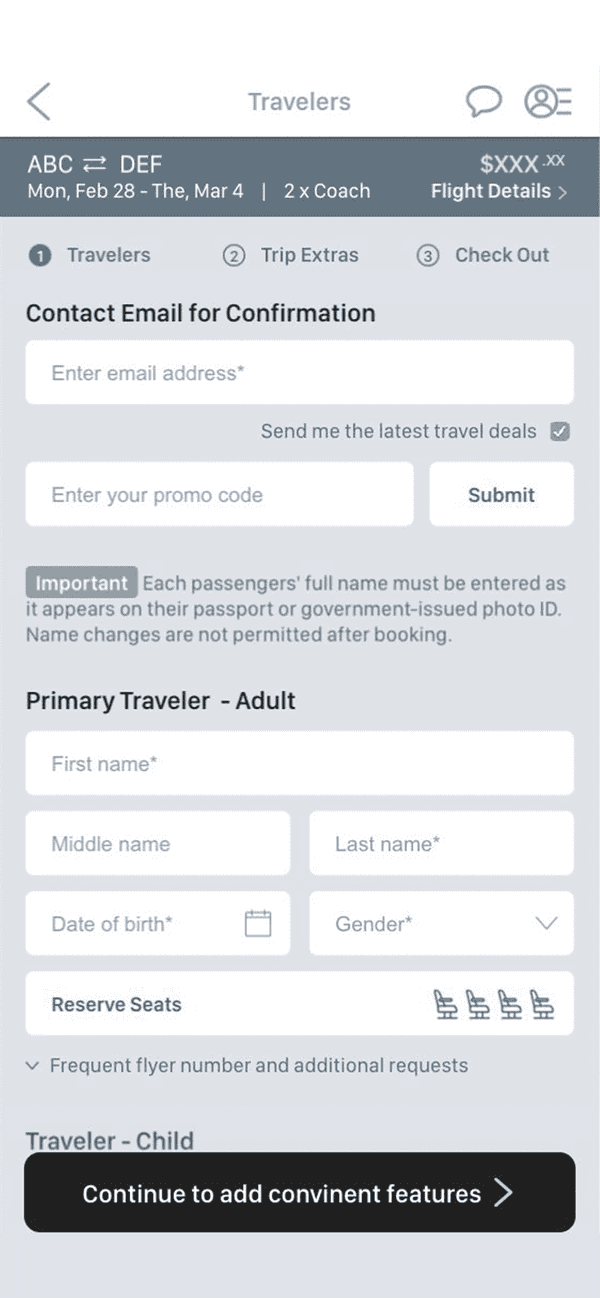 Travelers
ABC ⇄ DEF
$XXX.XX
Mon, Feb 28 - The, Mar 4 | 2 x Coach
Flight Details >
1 Travelers
2 Trip Extras
3 Check Out
Contact Email for Confirmation
Enter email address*
Send me the latest travel deals
Enter your promo code
Submit
Important Each passengers' full name must be entered as
it appears on their passport or government-issued photo ID.
Name changes are not permitted after booking.
Primary Traveler - Adult
First name*
Middle name
Last name*
Date of birth*
Gender*
Reserve Seats
Frequent flyer number and additional requests
Traveler - Child
Continue to add convinent features